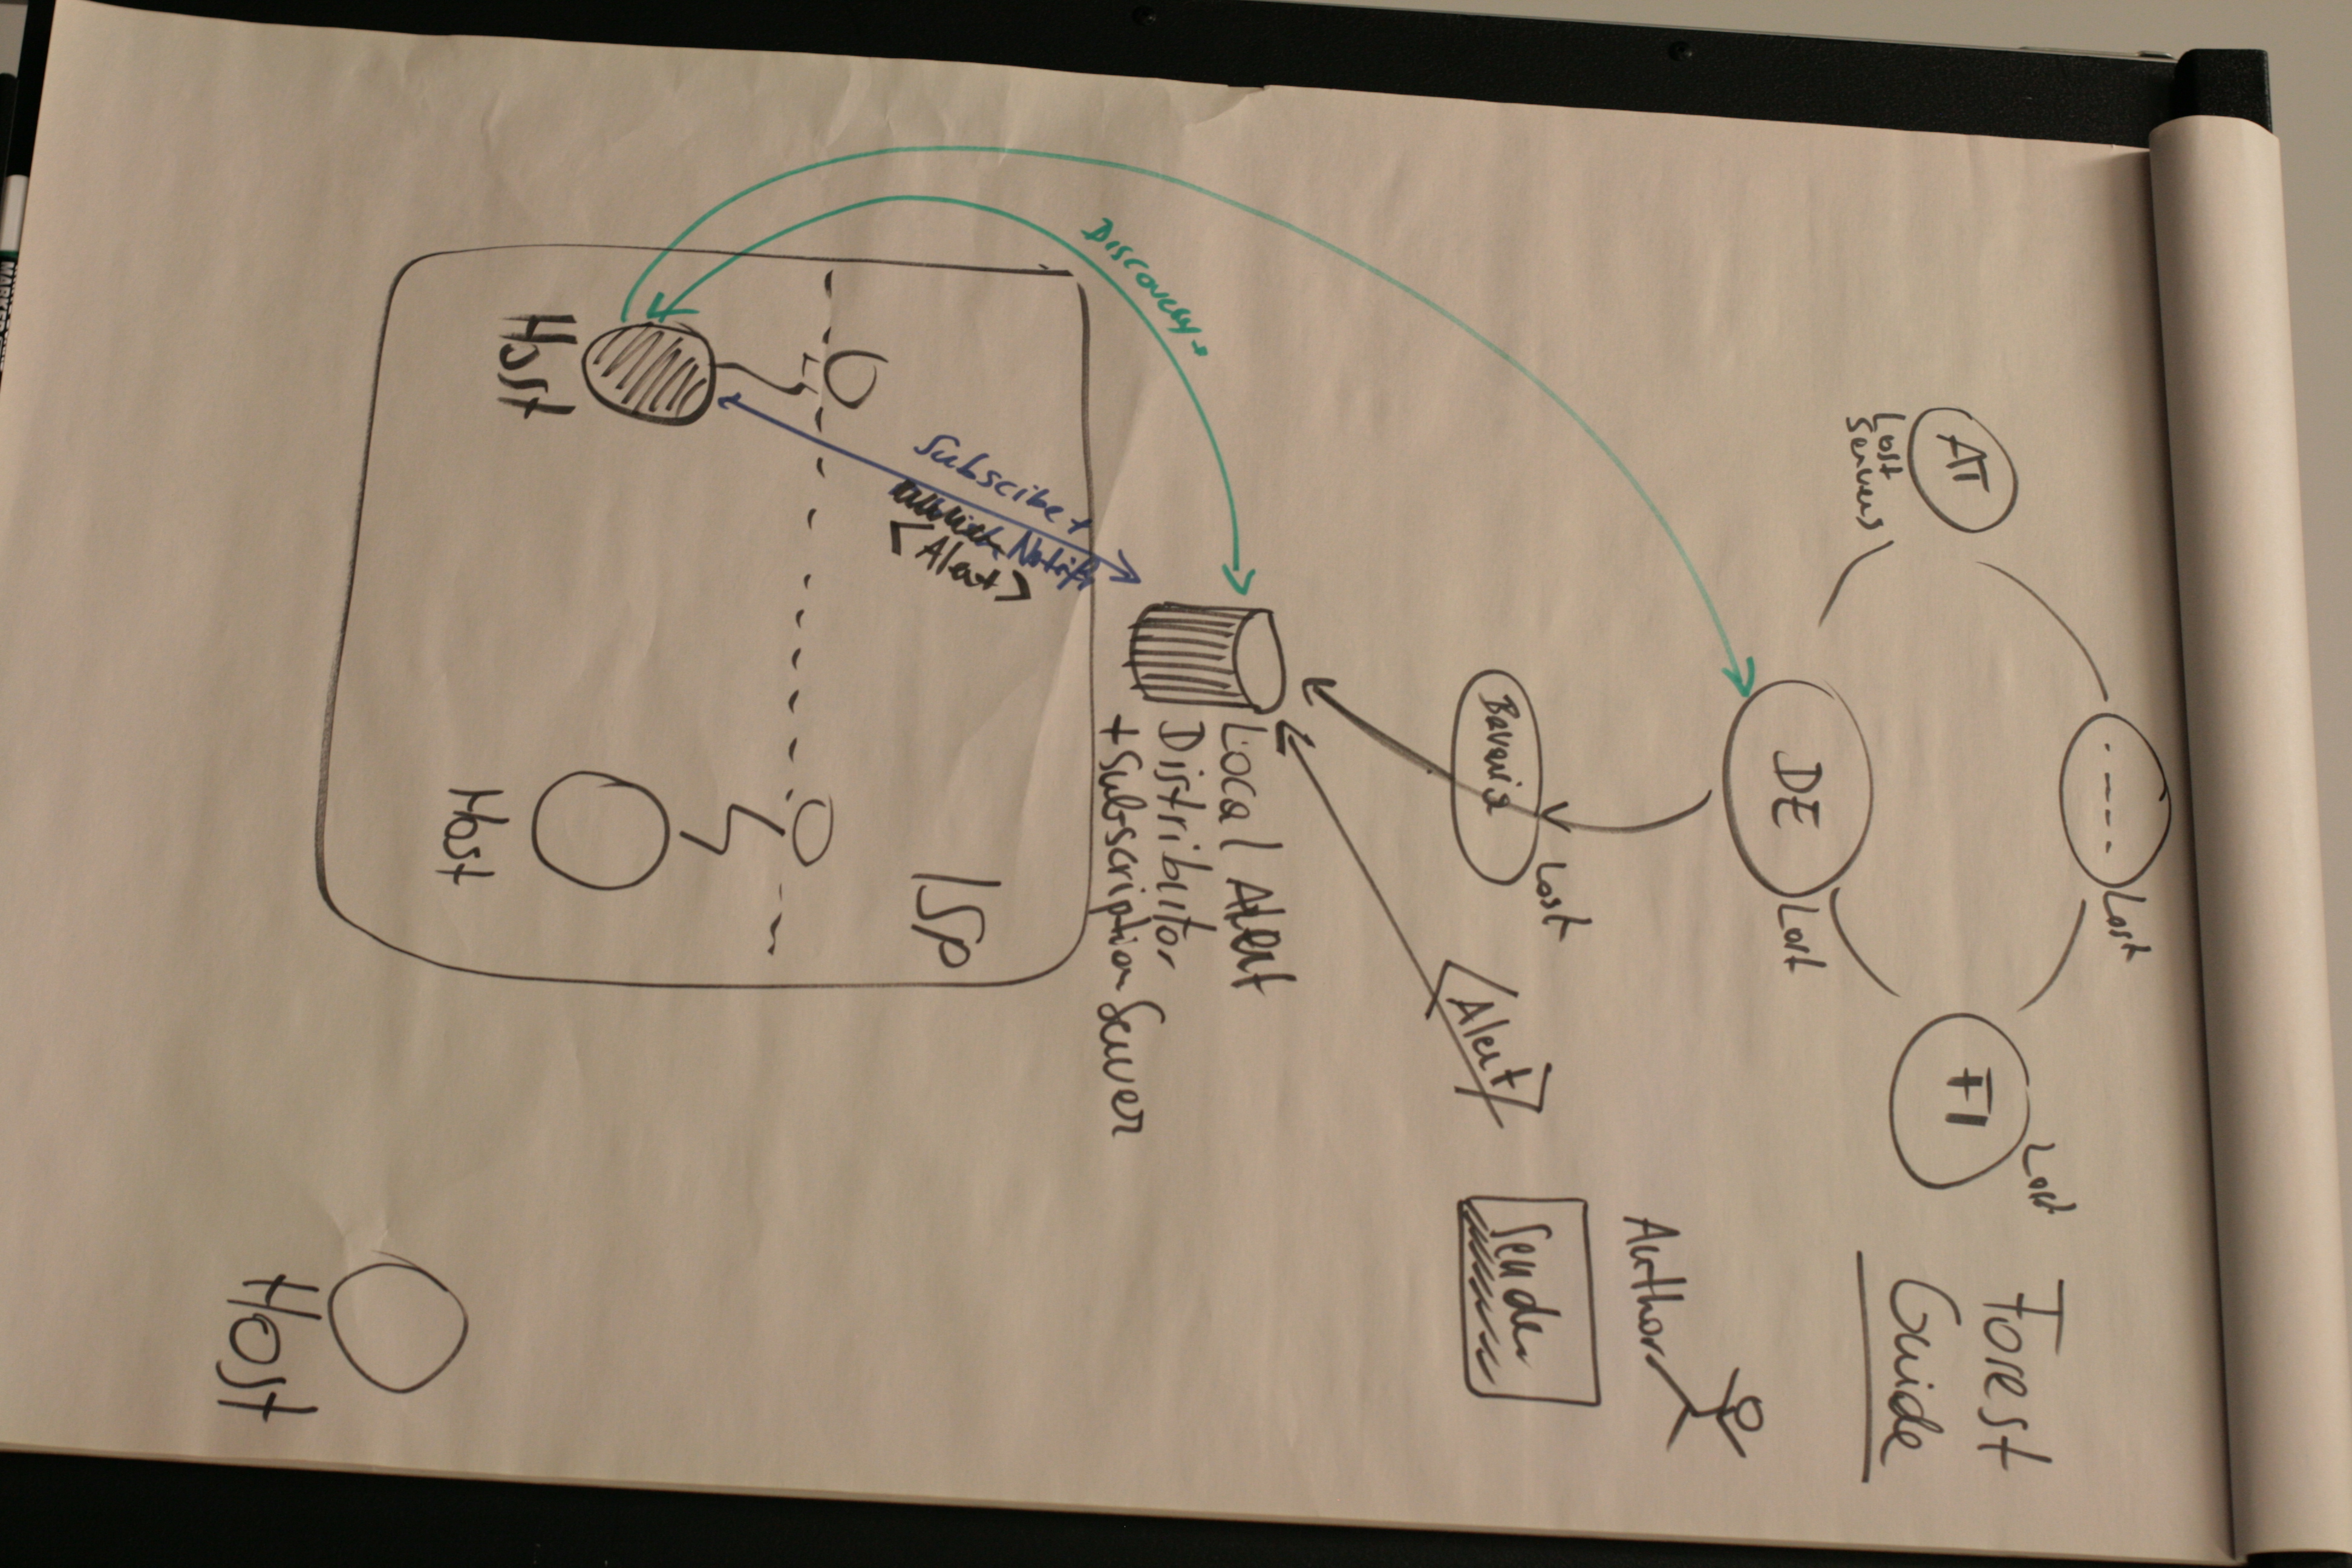 Lost
Lost
Forest
Guide
AT
Lost
Servers
FI
DE
Lost
Author
Sender
Bavaria
Lost
<Alert>
Local Alert
Distributor
+ Subscription Server
Discovery
Subscribe +
Notify
<Alert>
ISP
Host
Host
Host
MARKER